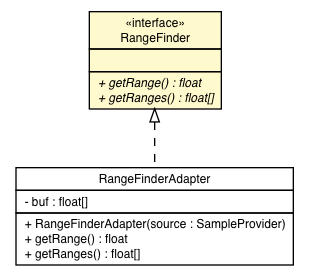 «interface»
RangeFinder
+ getRange() : float
+ getRanges() : float[]
RangeFinderAdapter
- buf : float[]
+ RangeFinderAdapter(source : SampleProvider)
+ getRange() : float
+ getRanges() : float[]